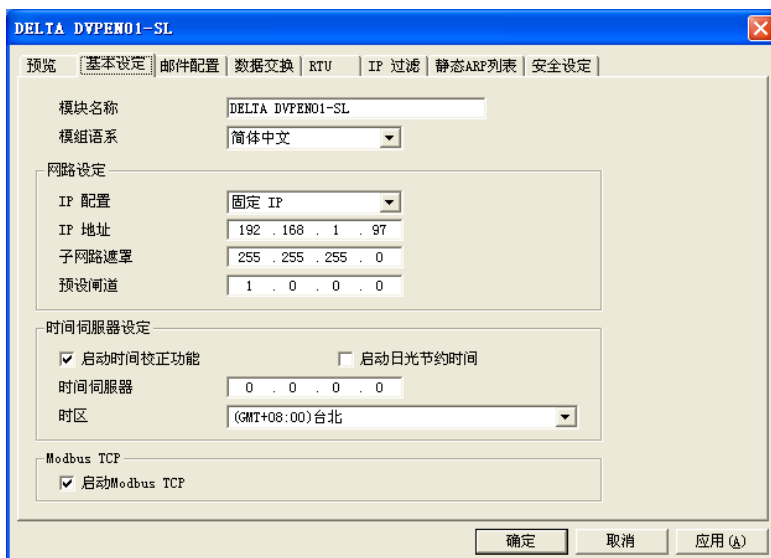 DELTA DVPEN01-SL
预览 基本设定 邮件配置 数据交换 RTU IP 过滤 静态ARP列表 安全设定
模块名称 DELTA DVPEN01-SL
模组语系 简体中文
网路设定
IP 配置 固定 IP
IP 地址 192 . 168 . 1 . 97
子网路遮罩 255 . 255 . 255 . 0
预设闸道 1 . 0 . 0 . 0
时间伺服器设定
启动时间校正功能 启动日光节约时间
时间伺服器 0 . 0 . 0 . 0
时区 (GMT+08:00)台北
Modbus TCP
启动Modbus TCP
确定 取消 应用(A)